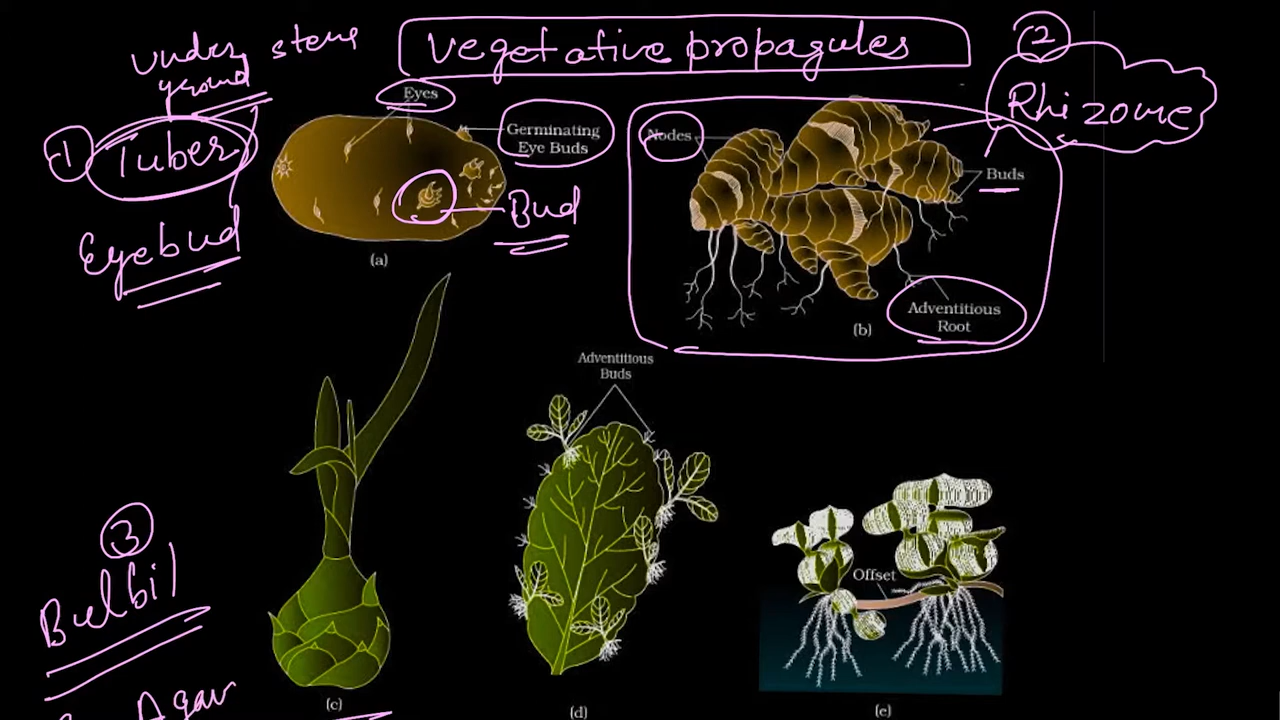 vegetative propagules
under stem
ground
1
Tuber
Eyebud
Eyes
Germinating
Eye Buds
Bud
(a)
2
Rhizome
Nodes
Buds
Adventitious
Root
(b)
3
Bulbil
Agav
(c)
Adventitious
Buds
(d)
Offset
(e)